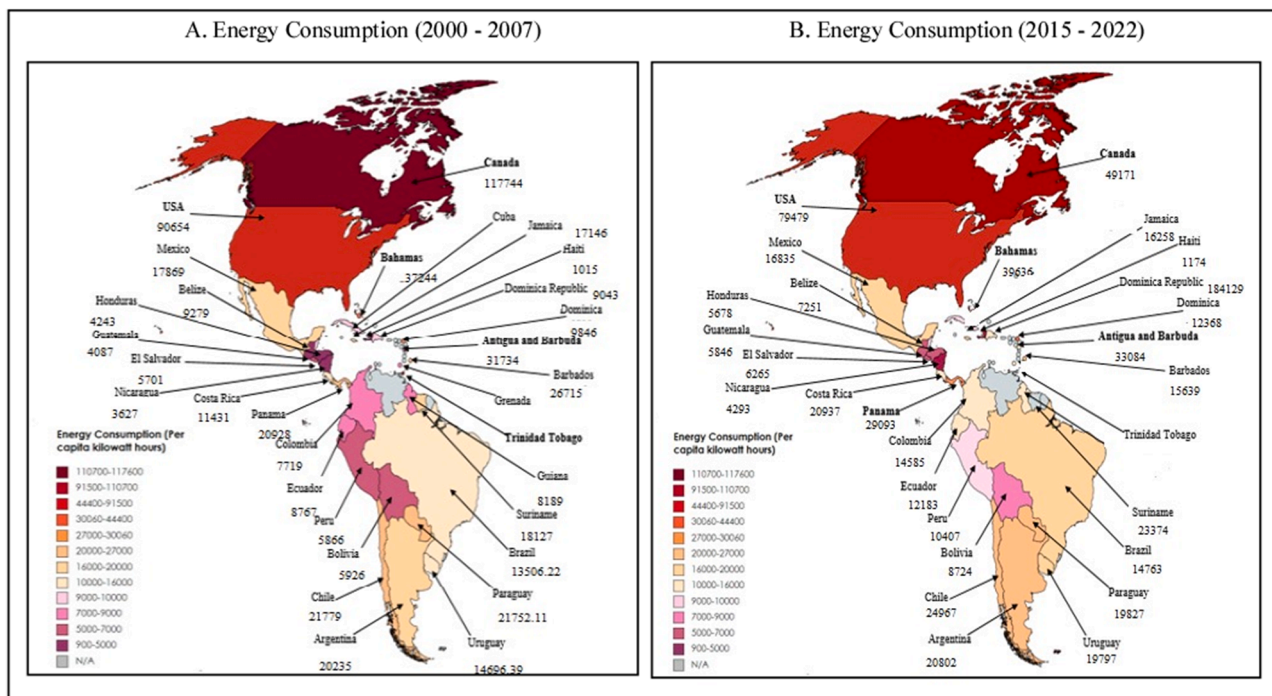 A. Energy Consumption (2000 - 2007)
Canada
117744
USA
90654
Cuba
Jamaica
17146
Mexico
17869
Bahamas
37244
Haiti
1015
Belize
9279
Dominica Republic
9043
Honduras
4243
Dominica
9846
Guatemala
4087
Antigua and Barbuda
31734
El Salvador
5701
Barbados
26715
Nicaragua
3627
Costa Rica
11431
Grenada
Panama
20928
Trinidad Tobago
Colombia
7719
Guiana
8189
Ecuador
8767
Suriname
18127
Peru
5866
Bolivia
5926
Brazil
13506.22
Chile
21779
Paraguay
21752.11
Argentina
20235
Uruguay
14696.39
Energy Consumption (Per
capita kilowatt hours)
110700-117600
91500-110700
44400-91500
30060-44400
27000-30060
20000-27000
16000-20000
10000-16000
9000-10000
7000-9000
5000-7000
900-5000
N/A
B. Energy Consumption (2015 - 2022)
Canada
49171
USA
79479
Jamaica
16258
Mexico
16835
Bahamas
39636
Haiti
1174
Belize
7251
Dominica Republic
184129
Honduras
5678
Dominica
12368
Guatemala
5846
Antigua and Barbuda
33084
El Salvador
6265
Barbados
15639
Nicaragua
4293
Costa Rica
20937
Panama
29093
Trinidad Tobago
Colombia
14585
Ecuador
12183
Suriname
23374
Peru
10407
Bolivia
8724
Brazil
14763
Chile
24967
Paraguay
19827
Argentina
20802
Uruguay
19797
Energy Consumption (Per
capita kilowatt hours)
110700-117600
91500-110700
44400-91500
30060-44400
27000-30060
20000-27000
16000-20000
10000-16000
9000-10000
7000-9000
5000-7000
900-5000
N/A